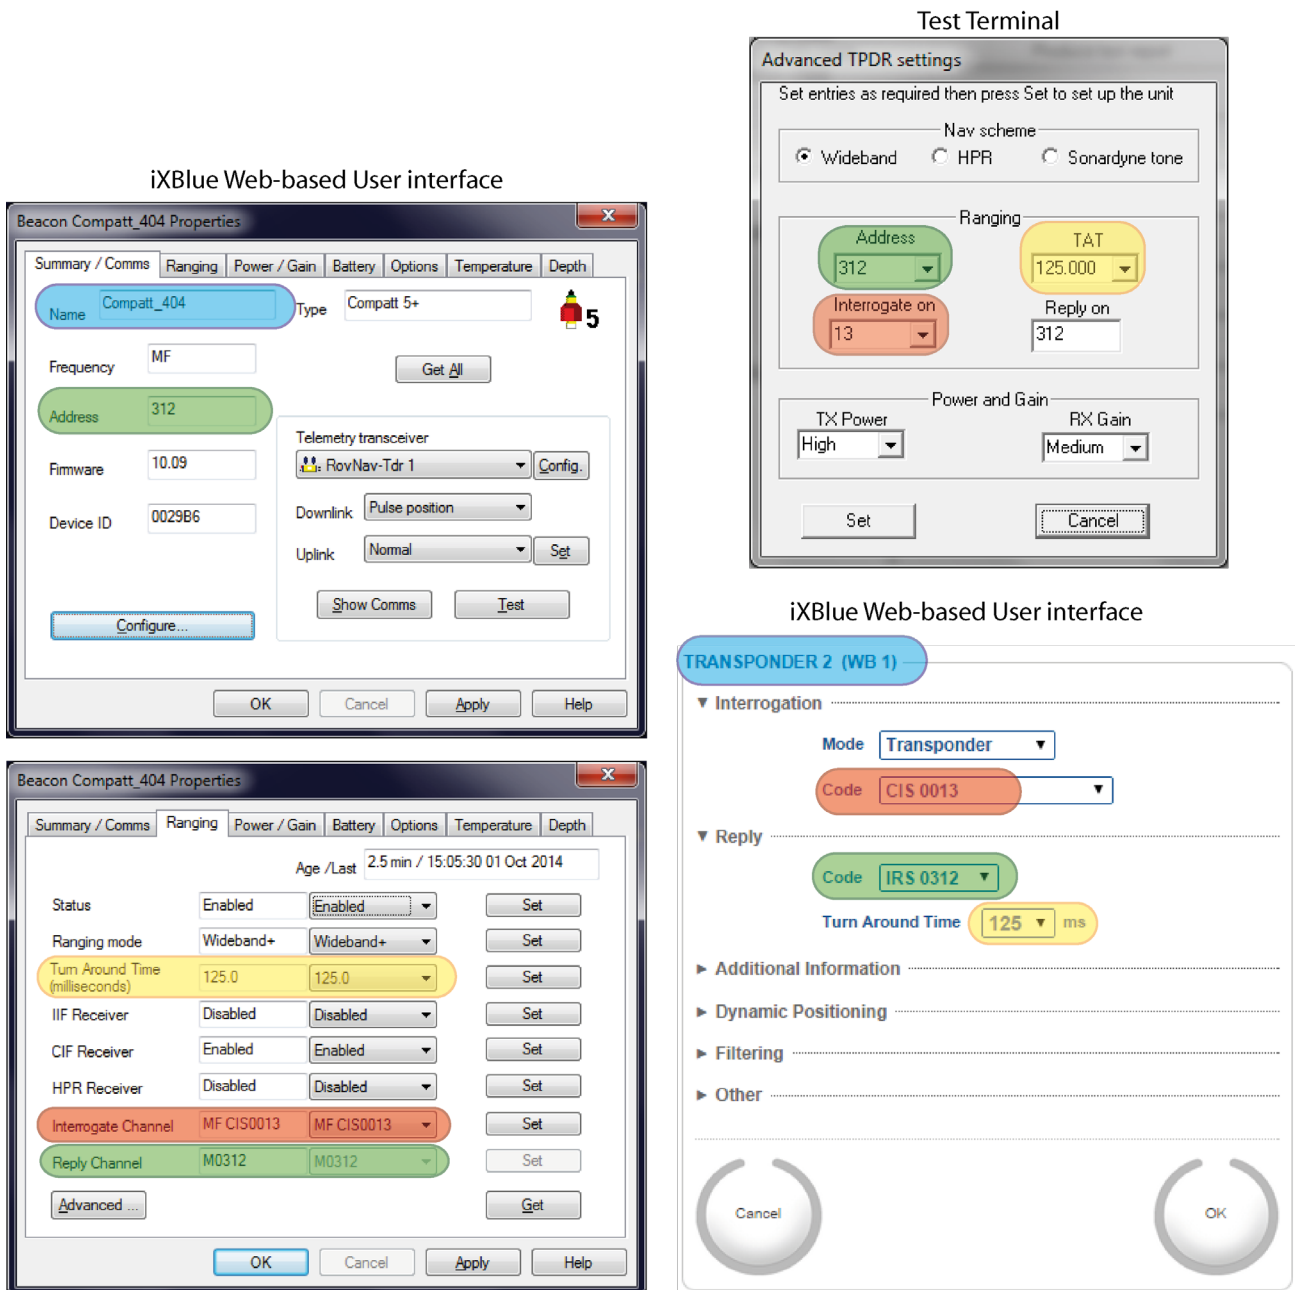 Test Terminal
Advanced TPDR settings
Set entries as required then press Set to set up the unit
Nav scheme
Wideband HPR Sonardyne tone
Ranging
Address TAT
312 125.000
Interrogate on Reply on
13 312
Power and Gain
TX Power RX Gain
High Medium
Set Cancel
iXBlue Web-based User interface
Beacon Compatt_404 Properties
Summary / Comms Ranging Power / Gain Battery Options Temperature Depth
Name Compatt_404 Type Compatt 5+
5
Frequency MF
Get All
Address 312
Telemetry transceiver
Firmware 10.09
RovNav-Tdr 1 Config.
Device ID 0029B6
Downlink Pulse position
Uplink Normal Set
Show Comms Test
Configure...
OK Cancel Apply Help
Beacon Compatt_404 Properties
Summary / Comms Ranging Power / Gain Battery Options Temperature Depth
Age /Last 2.5 min / 15:05:30 01 Oct 2014
Status Enabled Enabled Set
Ranging mode Wideband+ Wideband+ Set
Turn Around Time
(milliseconds) 125.0 125.0 Set
IIF Receiver Disabled Disabled Set
CIF Receiver Enabled Enabled Set
HPR Receiver Disabled Disabled Set
Interrogate Channel MF CIS0013 MF CIS0013 Set
Reply Channel M0312 M0312 Set
Advanced ... Get
OK Cancel Apply Help
iXBlue Web-based User interface
TRANSPONDER 2 (WB 1)
Interrogation
Mode Transponder
Code CIS 0013
Reply
Code IRS 0312
Turn Around Time 125 ms
Additional Information
Dynamic Positioning
Filtering
Other
Cancel OK